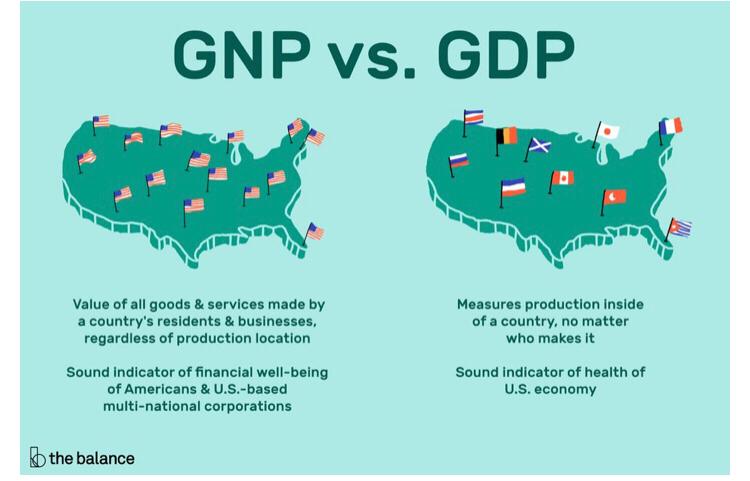 GNP vs. GDP
Value of all goods & services made by
a country's residents & businesses,
regardless of production location
Sound indicator of financial well-being
of Americans & U.S.-based
multi-national corporations
Measures production inside
of a country, no matter
who makes it
Sound indicator of health of
U.S. economy
the balance